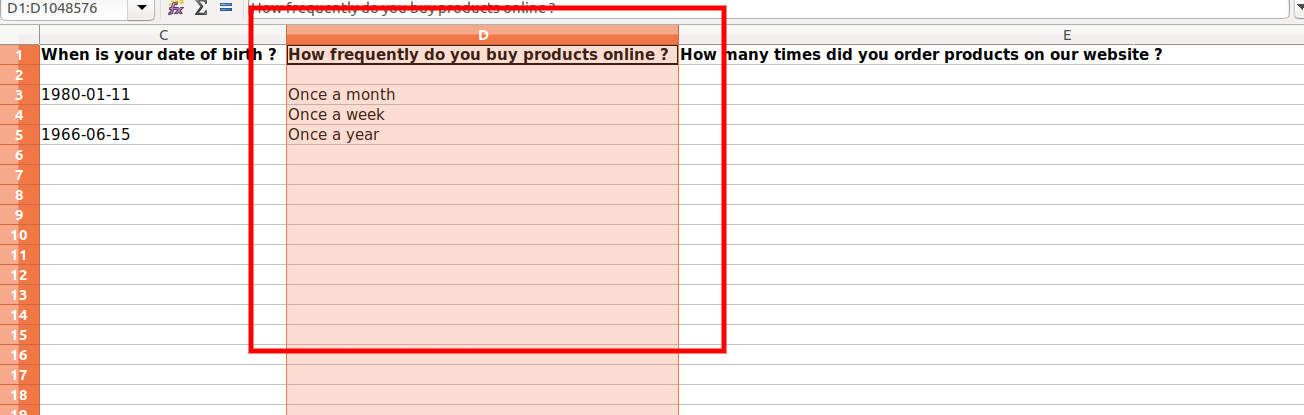 D1:D1048576 fx Σ = How frequently do you buy products online ?
C D E
1 When is your date of birth ? How frequently do you buy products online ? How many times did you order products on our website ?
2
3 1980-01-11 Once a month
4 Once a week
5 1966-06-15 Once a year
6
7
8
9
10
11
12
13
14
15
16
17
18
19